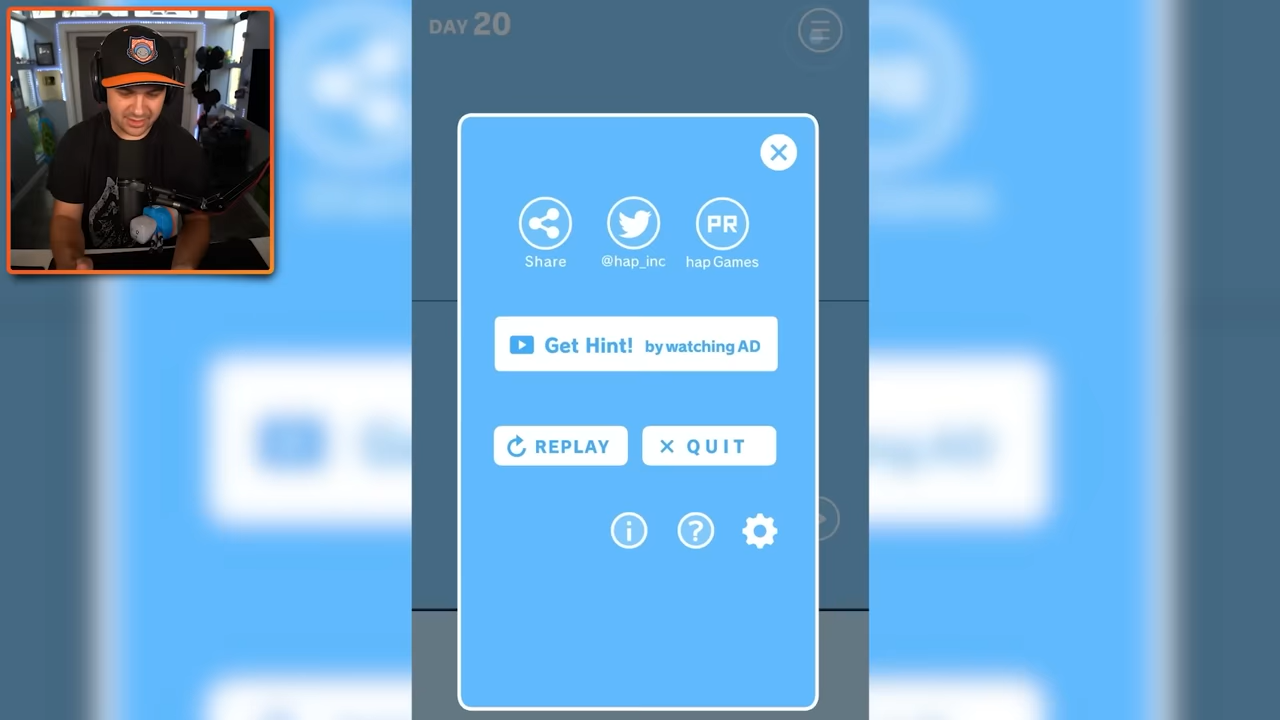 DAY 20
Share
@hap_inc
PR
hap Games
Get Hint! by watching AD
REPLAY
× QUIT
i
?